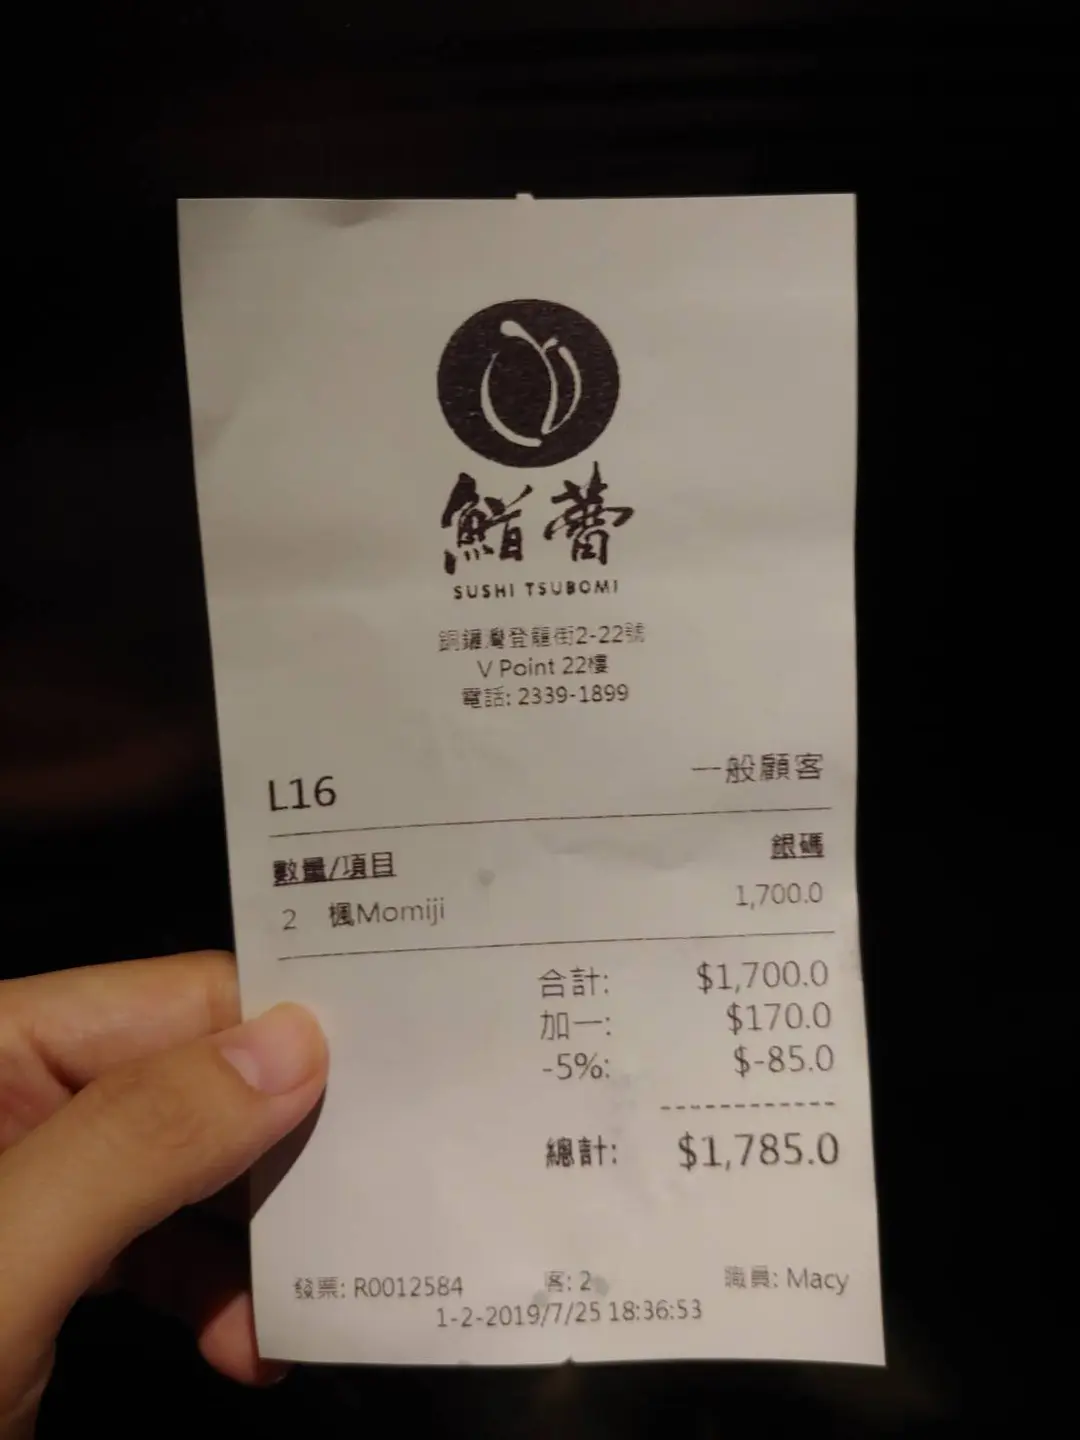 鮨蕾
SUSHI TSUBOMI
銅鑼灣登龍街2-22號
V Point 22樓
電話: 2339-1899
L16 一般顧客
數量/項目 銀碼
2 楓Momiji 1,700.0
合計: $1,700.0
加一: $170.0
-5%: $-85.0
------------
總計: $1,785.0
發票: R0012584 客: 2 職員: Macy
1-2-2019/7/25 18:36:53